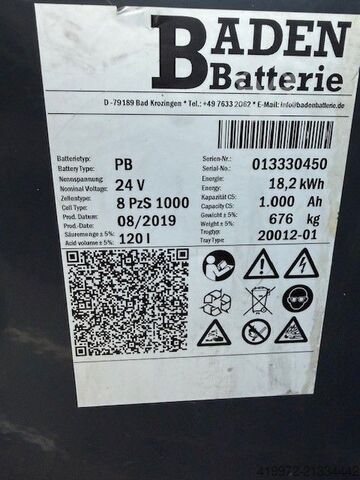 BADEN
Batterie
D -79189 Bad Krozingen * Tel.: +49 7633 2062 * E-Mail: info@badenbatterie.de
Batterietyp: PB
Battery Type:
Nennspannung: 24 V
Nominal Voltage:
Zellentype: 8 PzS 1000
Cell Type:
Prod. Datum: 08/2019
Prod.-Date:
Säuremenge ± 5%: 120 l
Acid volume ± 5%:
Serien-Nr.: 013330450
Serial-No.:
Energie: 18,2 kWh
Energy:
Kapazität C5: 1.000 Ah
Capacity C5:
Gewicht ± 5%: 676 kg
Weight ± 5%:
Trogtyp: 20012-01
Tray Type:
Pb
419972-21334442